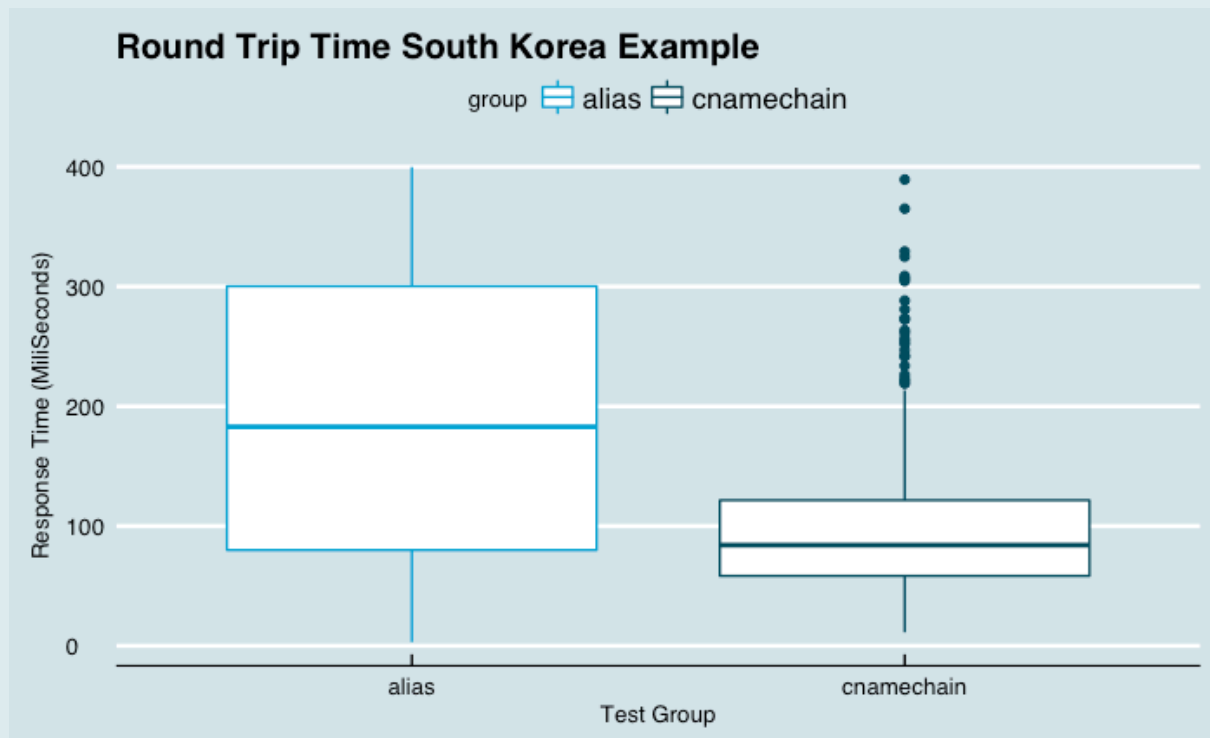 Round Trip Time South Korea Example
group alias cnamechain
Response Time (MiliSeconds)
400
300
200
100
0
alias cnamechain
Test Group